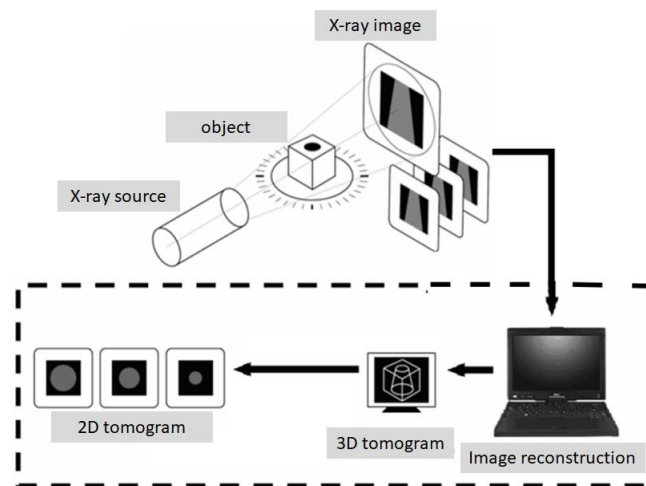 X-ray image
object
X-ray source
2D tomogram
3D tomogram
Image reconstruction